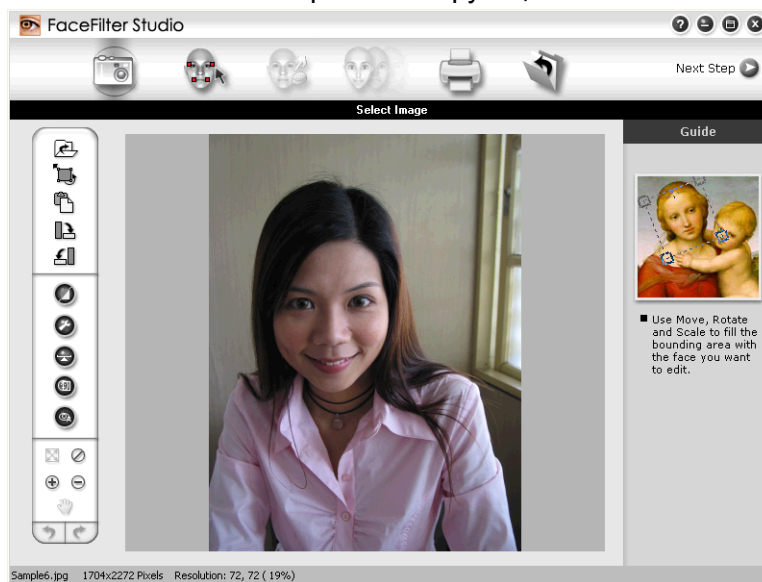 FaceFilter Studio
Next Step
Select Image
Guide
Use Move, Rotate
and Scale to fill the
bounding area with
the face you want
to edit.
Sample6.jpg 1704x2272 Pixels Resolution: 72, 72 ( 19%)